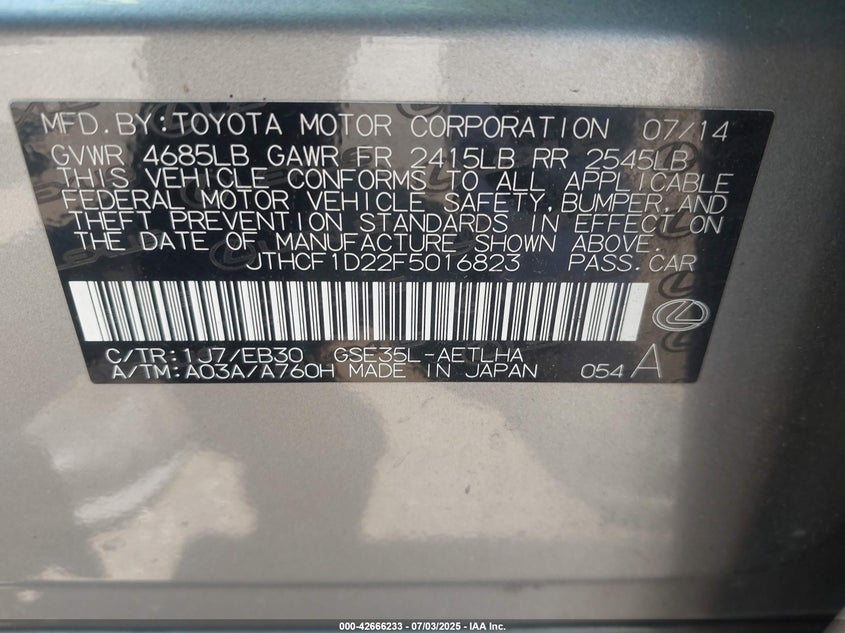 MFD.BY:TOYOTA MOTOR CORPORATION 07/14
GVWR 4685LB GAWR FR 2415LB RR 2545LB
THIS VEHICLE CONFORMS TO ALL APPLICABLE
FEDERAL MOTOR VEHICLE SAFETY,BUMPER,AND
THEFT PREVENTION STANDARDS IN EFFECT ON
THE DATE OF MANUFACTURE SHOWN ABOVE.
JTHCF1D22F5016823 PASS.CAR
C/TR:1J7/EB30 GSE35L-AETLHA
A/TM:A03A/A760H MADE IN JAPAN 054 A
000-42666233 - 07/03/2025 - IAA Inc.